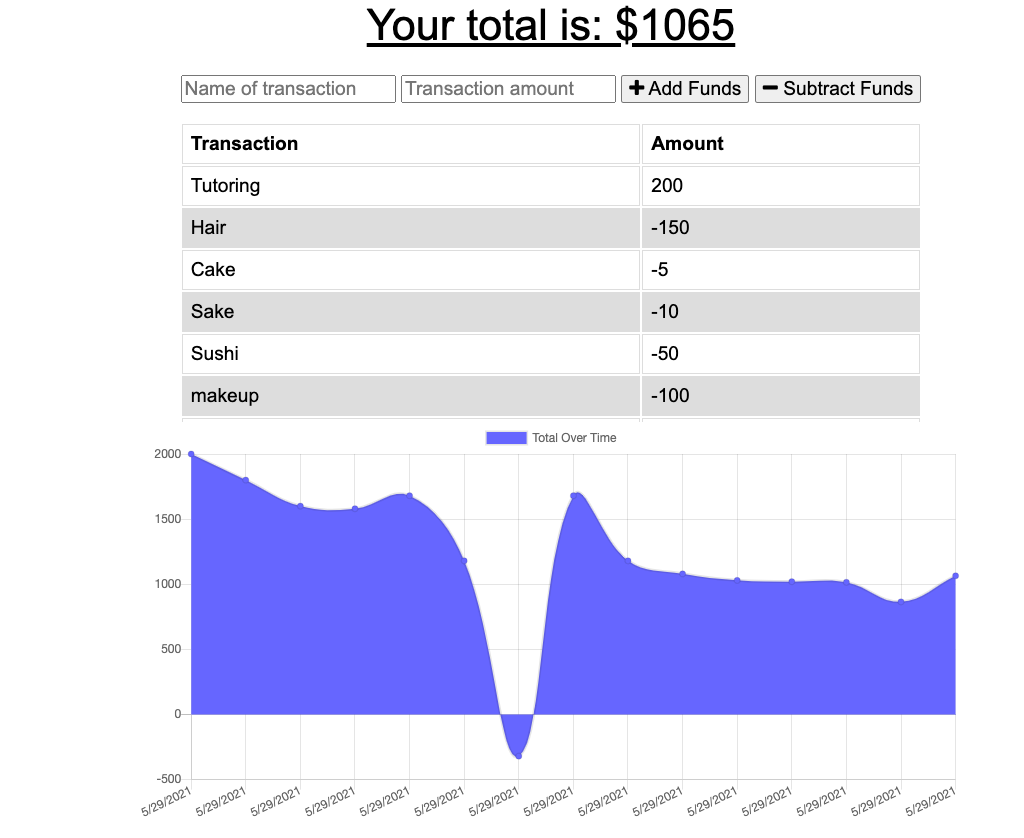 Your total is: $1065
Name of transaction Transaction amount Add Funds Subtract Funds
Transaction Amount
Tutoring 200
Hair -150
Cake -5
Sake -10
Sushi -50
makeup -100
Total Over Time
2000
1500
1000
500
0
-500
5/29/2021 5/29/2021 5/29/2021 5/29/2021 5/29/2021 5/29/2021 5/29/2021 5/29/2021 5/29/2021 5/29/2021 5/29/2021 5/29/2021 5/29/2021 5/29/2021 5/29/2021